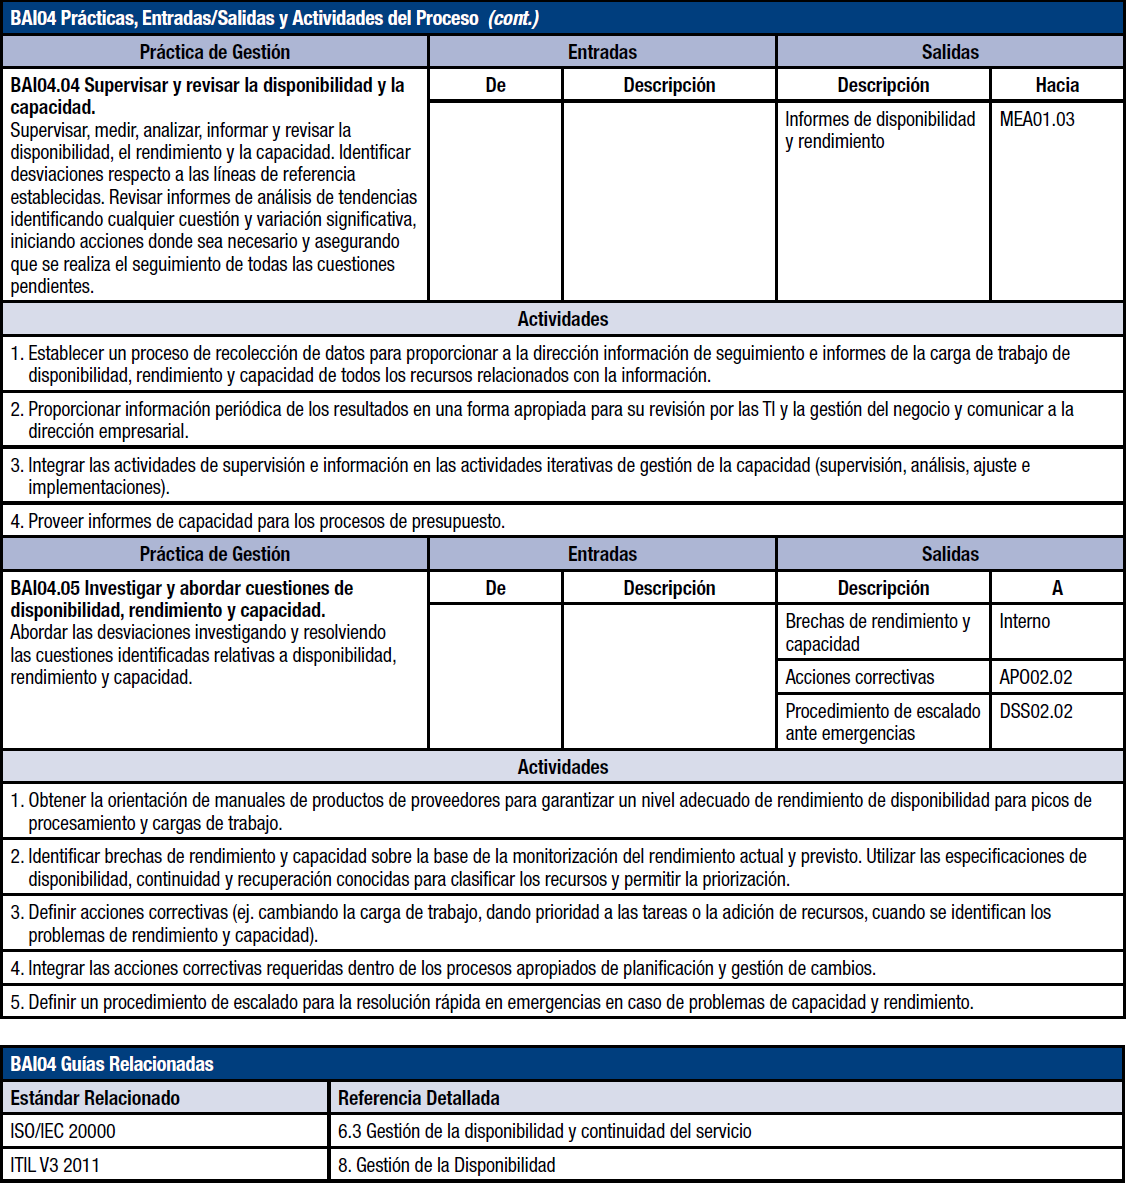 BAI04 Prácticas, Entradas/Salidas y Actividades del Proceso (cont.)
Práctica de Gestión Entradas Salidas
BAI04.04 Supervisar y revisar la disponibilidad y la
capacidad.
Supervisar, medir, analizar, informar y revisar la
disponibilidad, el rendimiento y la capacidad. Identificar
desviaciones respecto a las líneas de referencia
establecidas. Revisar informes de análisis de tendencias
identificando cualquier cuestión y variación significativa,
iniciando acciones donde sea necesario y asegurando
que se realiza el seguimiento de todas las cuestiones
pendientes.
De Descripción Descripción Hacia
Informes de disponibilidad
y rendimiento
MEA01.03
Actividades
1. Establecer un proceso de recolección de datos para proporcionar a la dirección información de seguimiento e informes de la carga de trabajo de
disponibilidad, rendimiento y capacidad de todos los recursos relacionados con la información.
2. Proporcionar información periódica de los resultados en una forma apropiada para su revisión por las TI y la gestión del negocio y comunicar a la
dirección empresarial.
3. Integrar las actividades de supervisión e información en las actividades iterativas de gestión de la capacidad (supervisión, análisis, ajuste e
implementaciones).
4. Proveer informes de capacidad para los procesos de presupuesto.
Práctica de Gestión Entradas Salidas
BAI04.05 Investigar y abordar cuestiones de
disponibilidad, rendimiento y capacidad.
Abordar las desviaciones investigando y resolviendo
las cuestiones identificadas relativas a disponibilidad,
rendimiento y capacidad.
De Descripción Descripción A
Brechas de rendimiento y
capacidad
Interno
Acciones correctivas APO02.02
Procedimiento de escalado
ante emergencias
DSS02.02
Actividades
1. Obtener la orientación de manuales de productos de proveedores para garantizar un nivel adecuado de rendimiento de disponibilidad para picos de
procesamiento y cargas de trabajo.
2. Identificar brechas de rendimiento y capacidad sobre la base de la monitorización del rendimiento actual y previsto. Utilizar las especificaciones de
disponibilidad, continuidad y recuperación conocidas para clasificar los recursos y permitir la priorización.
3. Definir acciones correctivas (ej. cambiando la carga de trabajo, dando prioridad a las tareas o la adición de recursos, cuando se identifican los
problemas de rendimiento y capacidad).
4. Integrar las acciones correctivas requeridas dentro de los procesos apropiados de planificación y gestión de cambios.
5. Definir un procedimiento de escalado para la resolución rápida en emergencias en caso de problemas de capacidad y rendimiento.
BAI04 Guías Relacionadas
Estándar Relacionado Referencia Detallada
ISO/IEC 20000 6.3 Gestión de la disponibilidad y continuidad del servicio
ITIL V3 2011 8. Gestión de la Disponibilidad